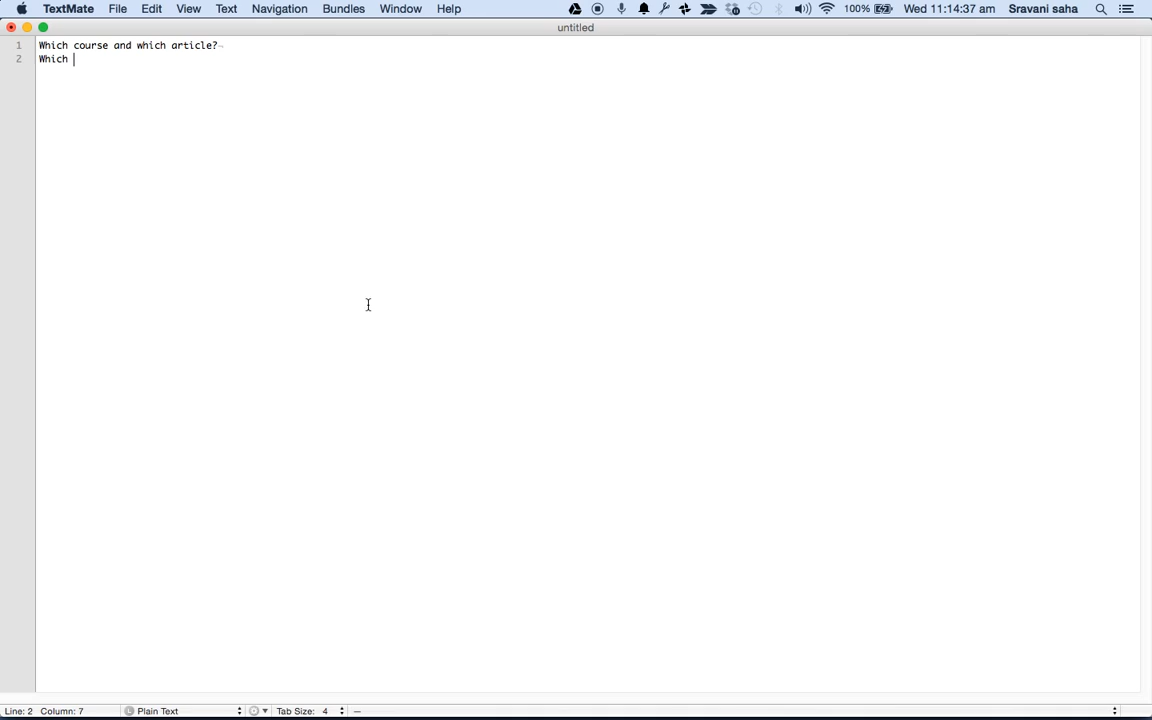 TextMate File Edit View Text Navigation Bundles Window Help 100% Wed 11:14:37 am Sravani saha
untitled
1 Which course and which article?¬
2 Which
Line: 2 Column: 7 L Plain Text Tab Size: 4 —